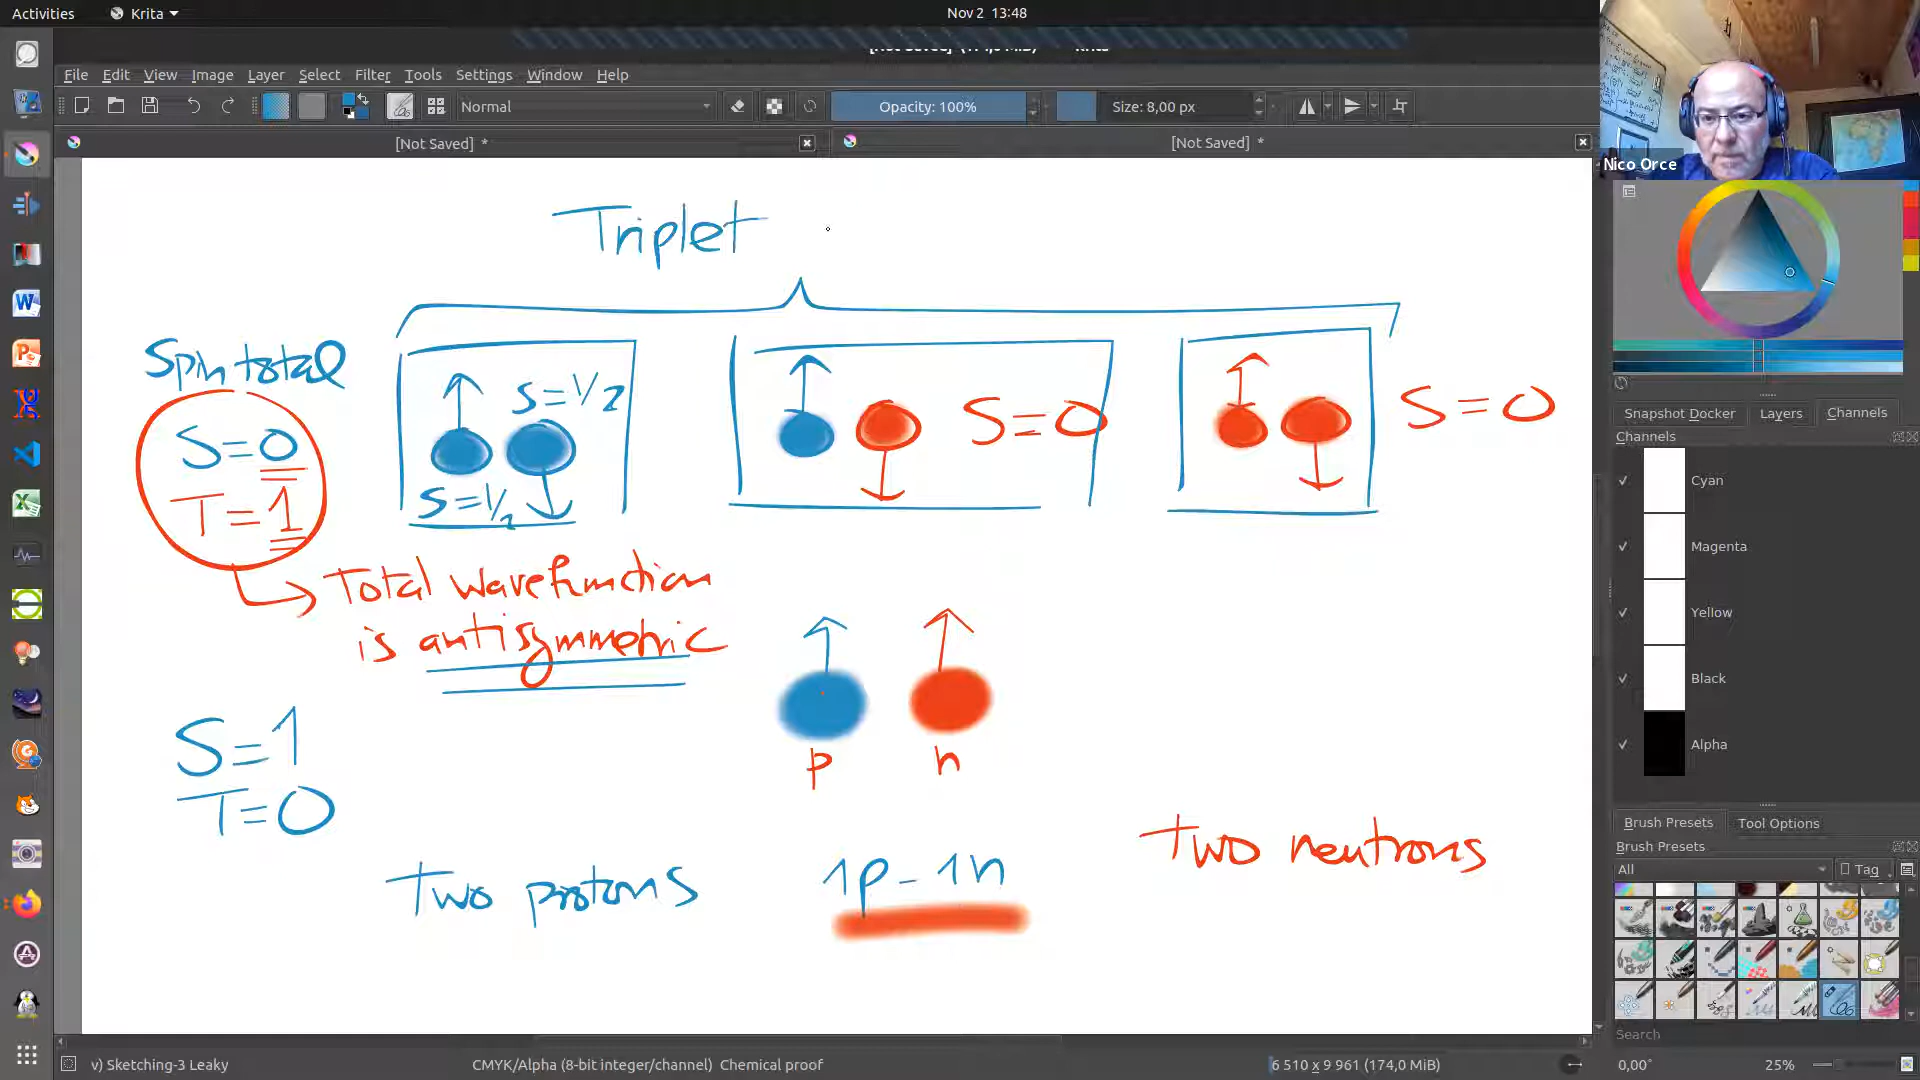 Activities
Krita
Nov 2 13:48
File Edit View Image Layer Select Filter Tools Settings Window Help
Normal
Opacity: 100%
Size: 8,00 px
[Not Saved] *
[Not Saved] *
Nico Orce
Triplet
Spin total
S=0
T=1
S=1/2
S=1/2
S=0
S=0
Total wavefunction
is antisymmetric
p
n
S=1
T=0
Two protons
1p-1n
Two neutrons
Snapshot Docker
Layers
Channels
Channels
Cyan
Magenta
Yellow
Black
Alpha
Brush Presets
Tool Options
Brush Presets
All
Tag
Search
v) Sketching-3 Leaky
CMYK/Alpha (8-bit integer/channel) Chemical proof
6 510 x 9 961 (174,0 MiB)
0,00°
25%